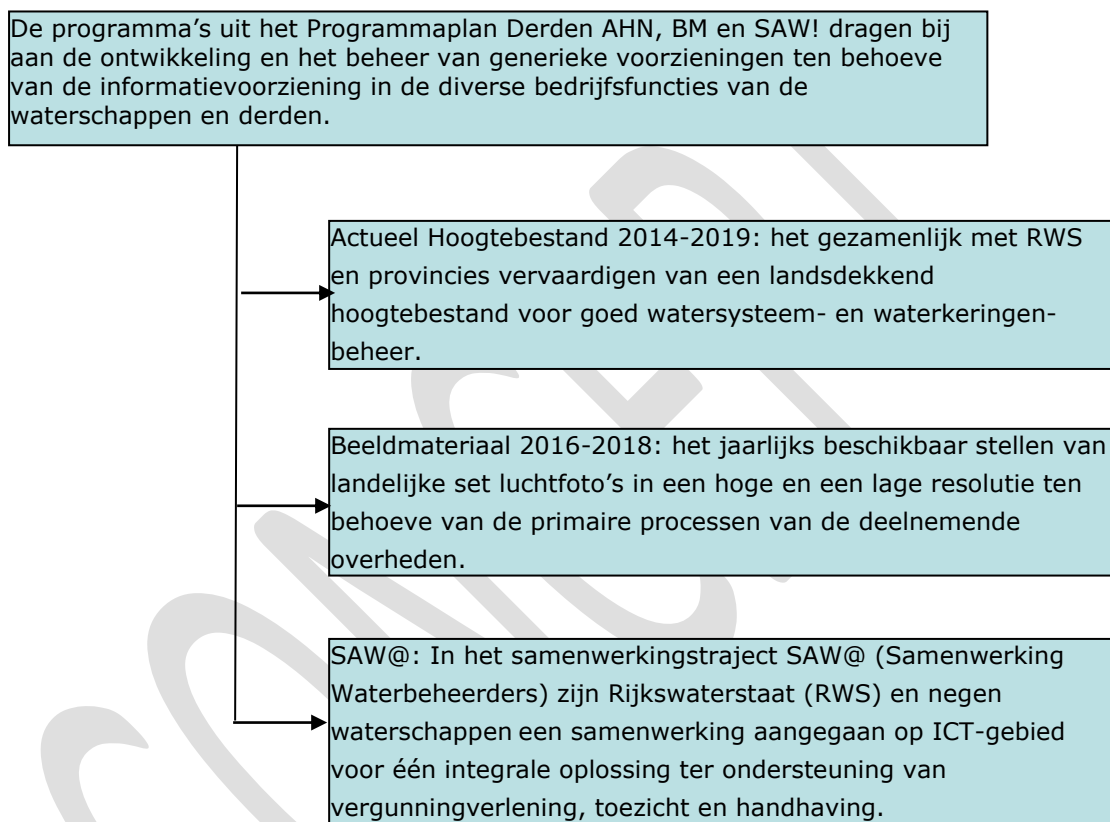 De programma’s uit het Programmaplan Derden AHN, BM en SAW! dragen bij
aan de ontwikkeling en het beheer van generieke voorzieningen ten behoeve
van de informatievoorziening in de diverse bedrijfsfuncties van de
waterschappen en derden.
Actueel Hoogtebestand 2014-2019: het gezamenlijk met RWS
en provincies vervaardigen van een landsdekkend
hoogtebestand voor goed watersysteem- en waterkeringen-
beheer.
Beeldmateriaal 2016-2018: het jaarlijks beschikbaar stellen van
landelijke set luchtfoto’s in een hoge en een lage resolutie ten
behoeve van de primaire processen van de deelnemende
overheden.
SAW@: In het samenwerkingstraject SAW@ (Samenwerking
Waterbeheerders) zijn Rijkswaterstaat (RWS) en negen
waterschappen een samenwerking aangegaan op ICT-gebied
voor één integrale oplossing ter ondersteuning van
vergunningverlening, toezicht en handhaving.
CONCEPT